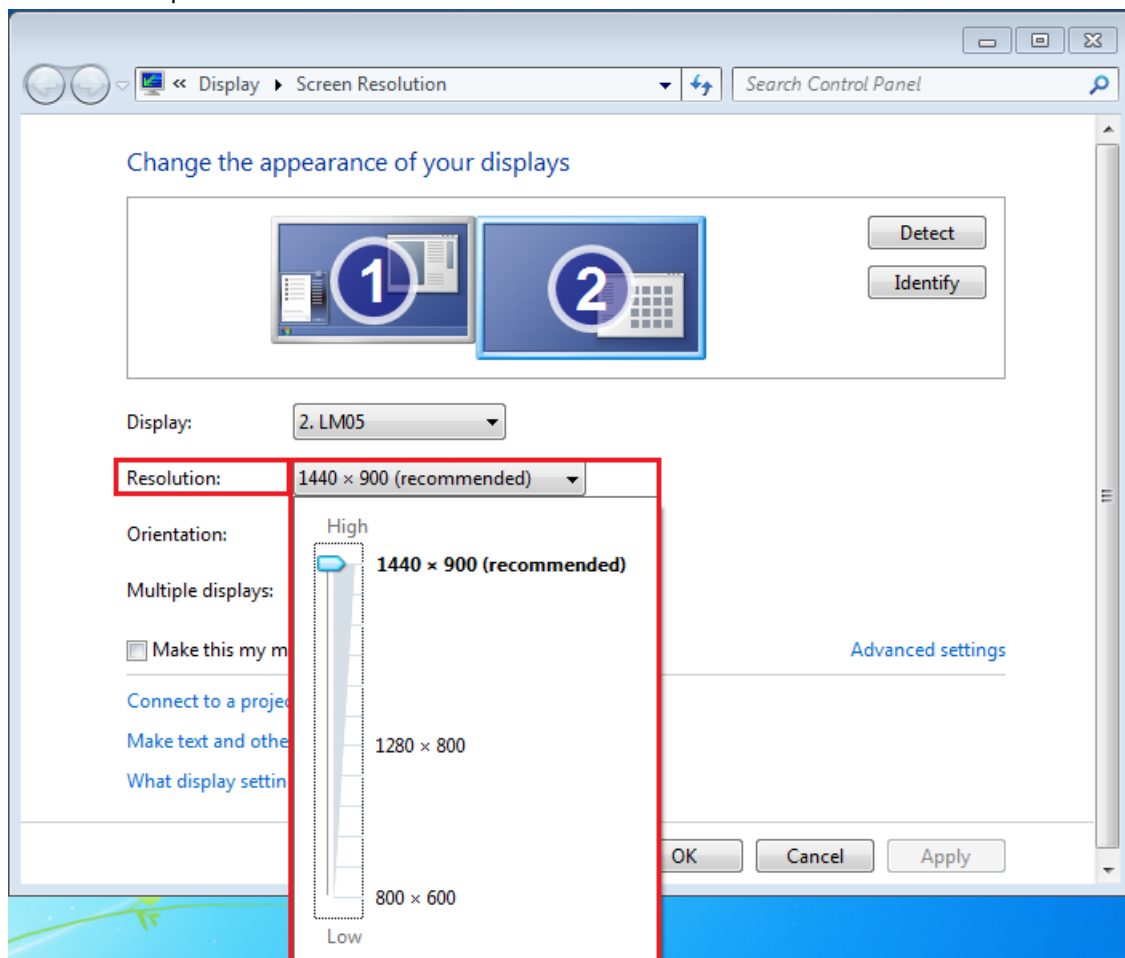 « Display ▸ Screen Resolution
Search Control Panel
Change the appearance of your displays
1
2
Detect
Identify
Display:
2. LM05
Resolution:
1440 × 900 (recommended)
Orientation:
High
1440 × 900 (recommended)
Multiple displays:
Make this my m
Advanced settings
Connect to a projec
Make text and othe
1280 × 800
What display settin
OK
Cancel
Apply
800 × 600
Low